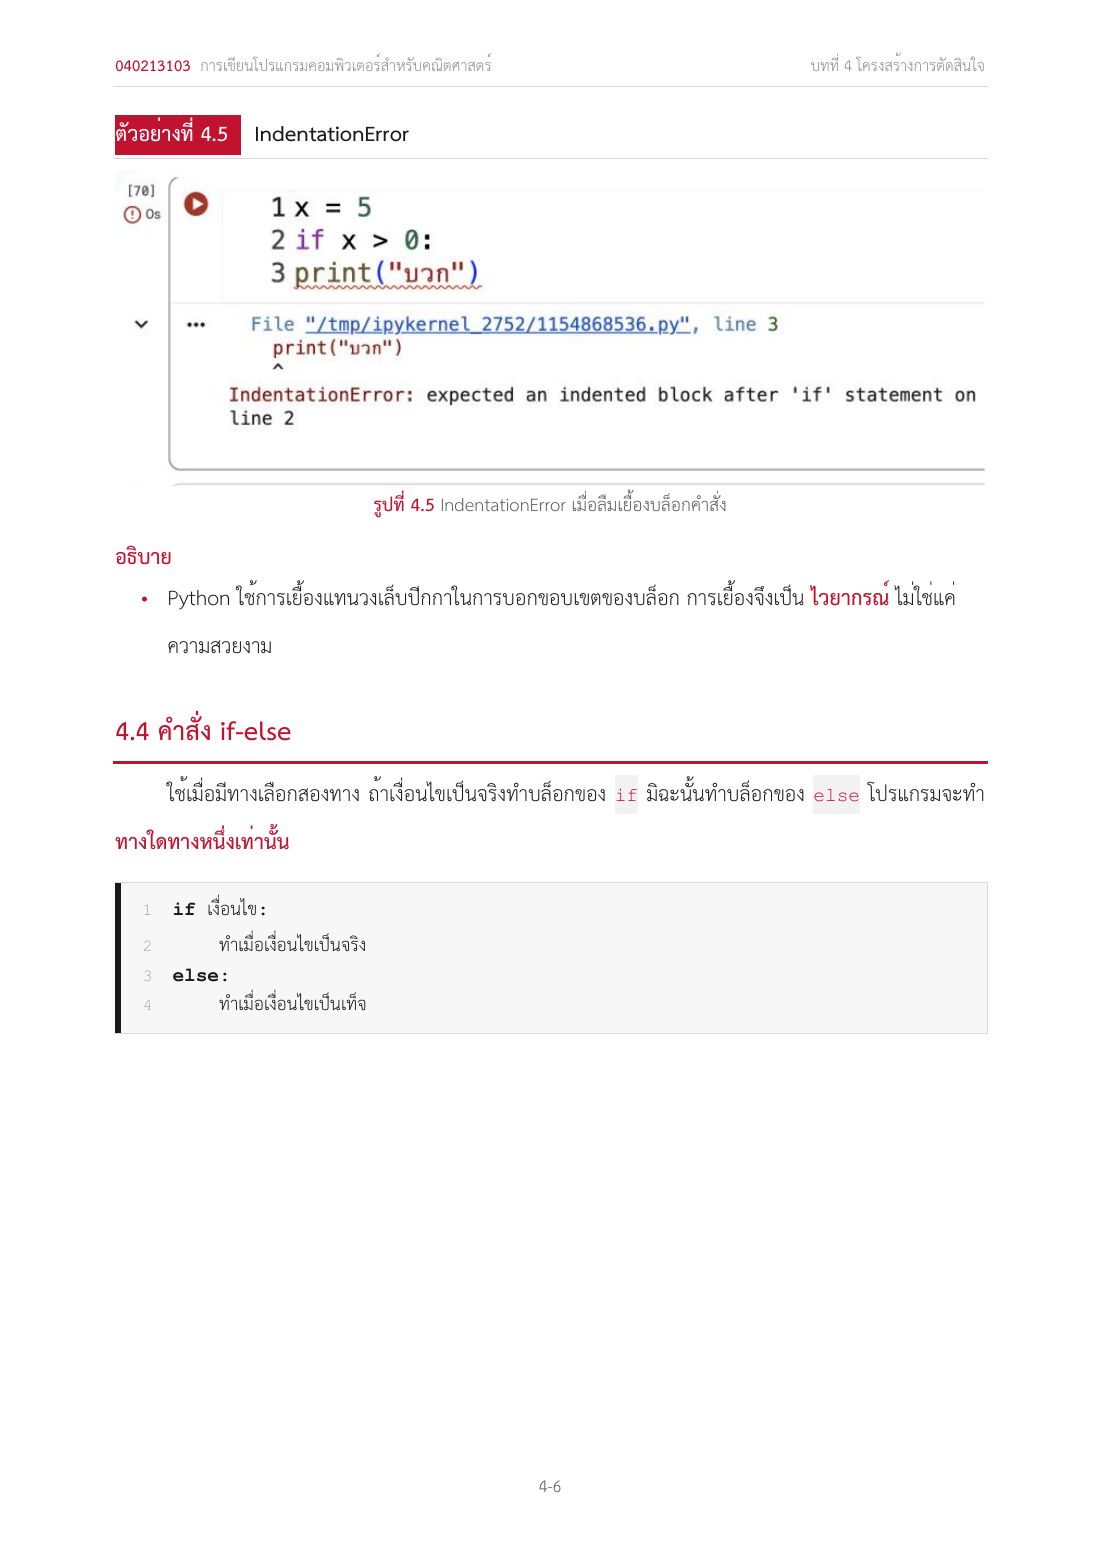 040213103 การเขียนโปรแกรมคอมพิวเตอร์สำหรับคณิตศาสตร์ บทที่ 4 โครงสร้างการตัดสินใจ
ตัวอย่างที่ 4.5 IndentationError
[70]
0s
1 x = 5
2 if x > 0:
3 print("บวก")
File "/tmp/ipykernel_2752/1154868536.py", line 3
print("บวก")
^
IndentationError: expected an indented block after 'if' statement on
line 2
รูปที่ 4.5 IndentationError เมื่อลืมเยื้องบล็อกคำสั่ง
อธิบาย
• Python ใช้การเยื้องแทนวงเล็บปีกกาในการบอกขอบเขตของบล็อก การเยื้องจึงเป็น ไวยากรณ์ ไม่ใช่แค่
ความสวยงาม
4.4 คำสั่ง if-else
ใช้เมื่อมีทางเลือกสองทาง ถ้าเงื่อนไขเป็นจริงทำบล็อกของ if มิฉะนั้นทำบล็อกของ else โปรแกรมจะทำ
ทางใดทางหนึ่งเท่านั้น
1 if เงื่อนไข:
2 ทำเมื่อเงื่อนไขเป็นจริง
3 else:
4 ทำเมื่อเงื่อนไขเป็นเท็จ
4-6